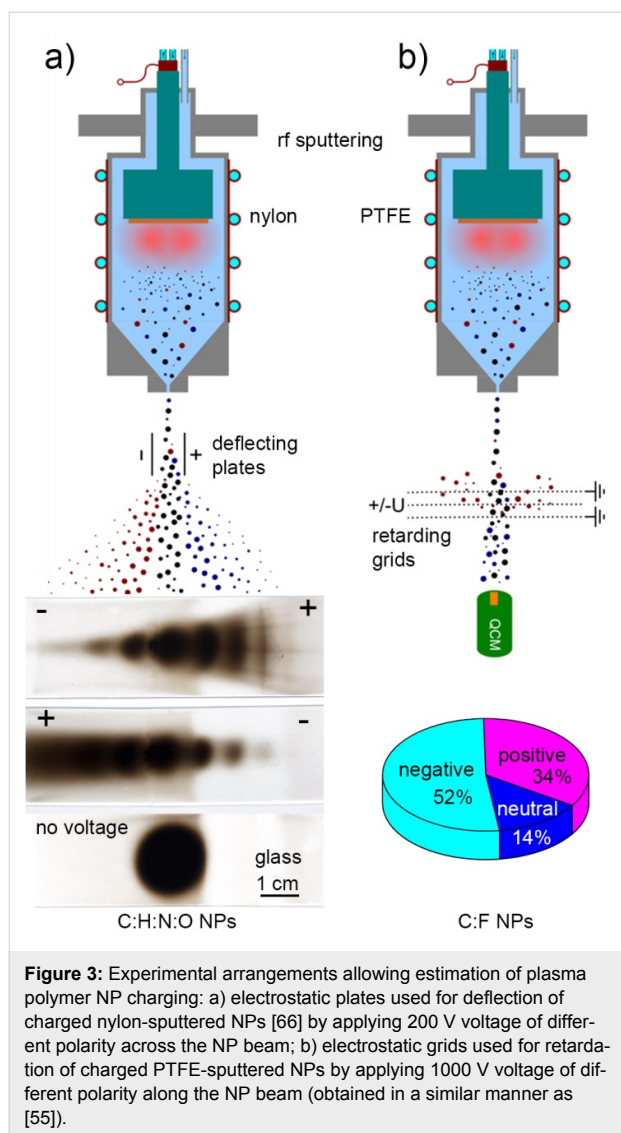 a)
b)
rf sputtering
nylon
PTFE
- +
deflecting
plates
+/-U
retarding
grids
QCM
- +
+ -
no voltage
glass
1 cm
negative
52%
positive
34%
neutral
14%
C:H:N:O NPs
C:F NPs
Figure 3: Experimental arrangements allowing estimation of plasma
polymer NP charging: a) electrostatic plates used for deflection of
charged nylon-sputtered NPs [66] by applying 200 V voltage of differ-
ent polarity across the NP beam; b) electrostatic grids used for retarda-
tion of charged PTFE-sputtered NPs by applying 1000 V voltage of dif-
ferent polarity along the NP beam (obtained in a similar manner as
[55]).